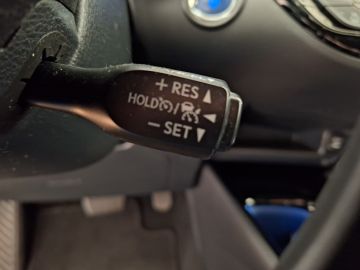 + RES ▲
HOLD / ◄
− SET ▼